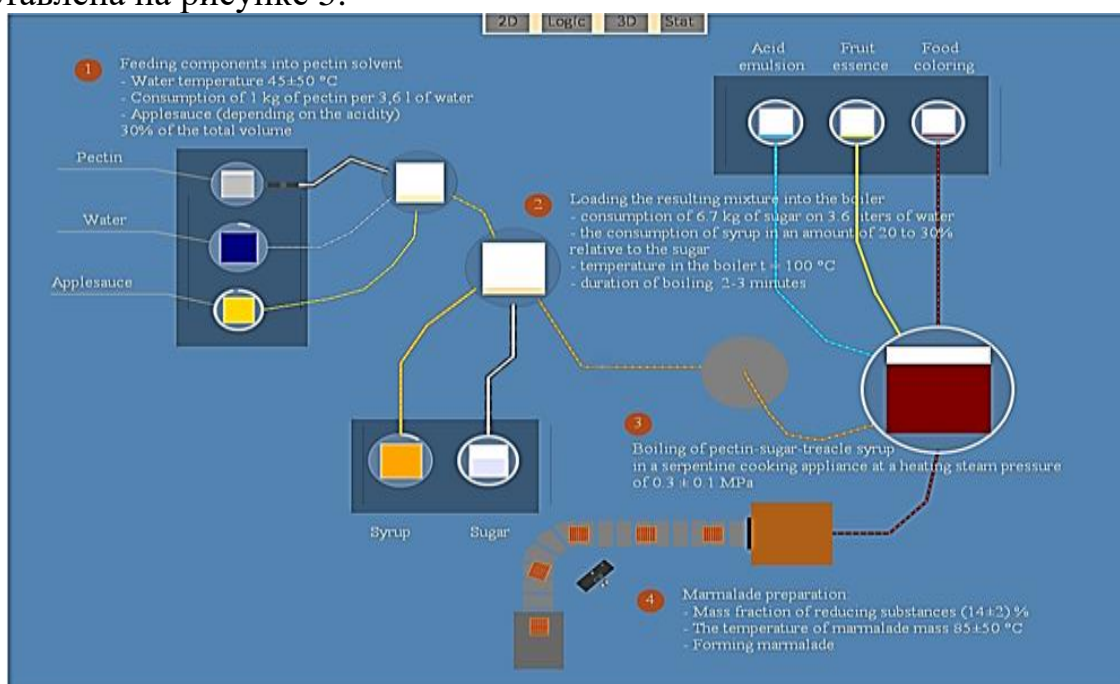 ставлена на рисунке 3.
2D Logic 3D Stat
1
Feeding components into pectin solvent
- Water temperature 45±50 °C
- Consumption of 1 kg of pectin per 3,6 l of water
- Applesauce (depending on the acidity)
30% of the total volume
Acid
emulsion
Fruit
essence
Food
coloring
Pectin
Water
Applesauce
2
Loading the resulting mixture into the boiler
- consumption of 6.7 kg of sugar on 3.6 liters of water
- the consumption of syrup in an amount of 20 to 30%
relative to the sugar
- temperature in the boiler t = 100 °C
- duration of boiling 2-3 minutes
3
Boiling of pectin-sugar-treacle syrup
in a serpentine cooking appliance at a heating steam pressure
of 0.3 ± 0.1 MPa
Syrup
Sugar
4
Marmalade preparation:
- Mass fraction of reducing substances (14±2) %
- The temperature of marmalade mass 85±50 °C
- Forming marmalade